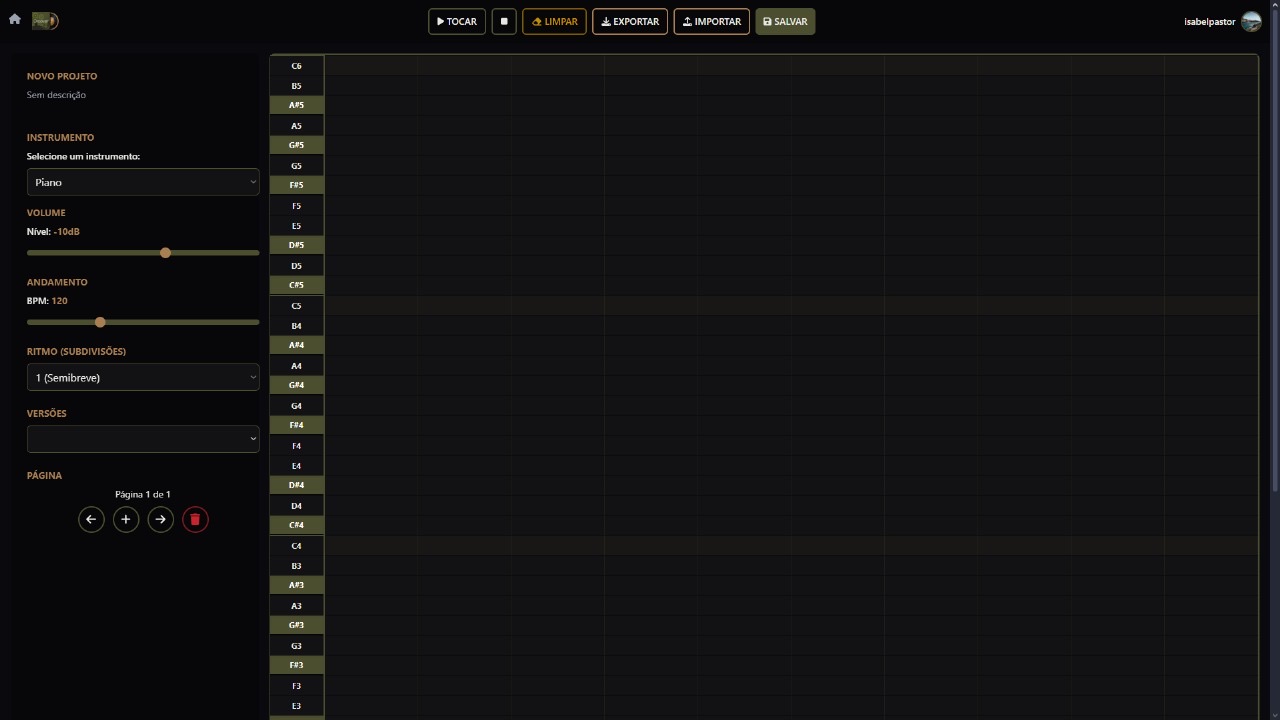 TOCAR
LIMPAR
EXPORTAR
IMPORTAR
SALVAR
isabelpastor
NOVO PROJETO
Sem descrição
INSTRUMENTO
Selecione um instrumento:
Piano
VOLUME
Nível: -10dB
ANDAMENTO
BPM: 120
RITMO (SUBDIVISÕES)
1 (Semibreve)
VERSÕES
PÁGINA
Página 1 de 1
C6
B5
A#5
A5
G#5
G5
F#5
F5
E5
D#5
D5
C#5
C5
B4
A#4
A4
G#4
G4
F#4
F4
E4
D#4
D4
C#4
C4
B3
A#3
A3
G#3
G3
F#3
F3
E3